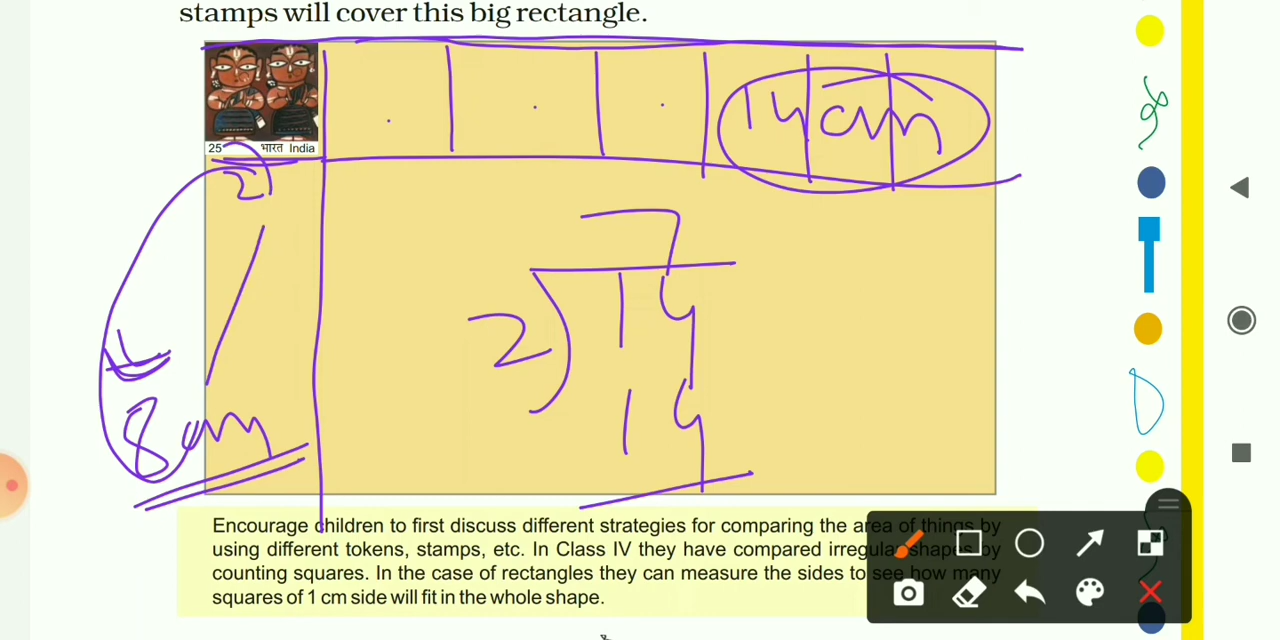 stamps will cover this big rectangle.
14 cm
25 भारत India
2
7
2 14
14
8 cm
Encourage children to first discuss different strategies for comparing the area of things by
using different tokens, stamps, etc. In Class IV they have compared irregular shapes by
counting squares. In the case of rectangles they can measure the sides to see how many
squares of 1 cm side will fit in the whole shape.